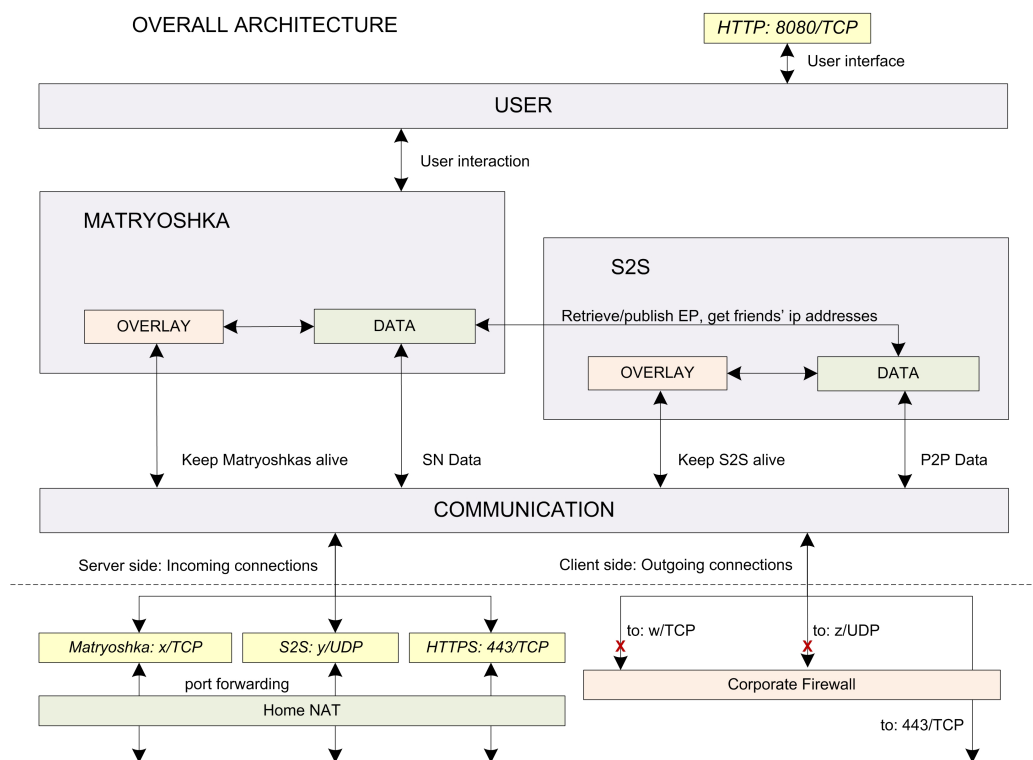 OVERALL ARCHITECTURE
HTTP: 8080/TCP
User interface
USER
User interaction
MATRYOSHKA
S2S
OVERLAY
DATA
Retrieve/publish EP, get friends' ip addresses
OVERLAY
DATA
Keep Matryoshkas alive
SN Data
Keep S2S alive
P2P Data
COMMUNICATION
Server side: Incoming connections
Client side: Outgoing connections
Matryoshka: x/TCP
S2S: y/UDP
HTTPS: 443/TCP
to: w/TCP
to: z/UDP
X
X
port forwarding
Corporate Firewall
Home NAT
to: 443/TCP